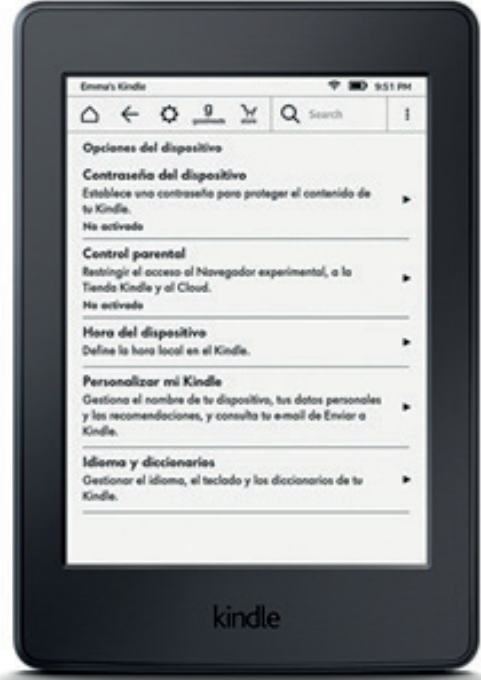 Emma's Kindle 9:51 PM
Search
Opciones del dispositivo
Contraseña del dispositivo
Establece una contraseña para proteger el contenido de
tu Kindle.
No activado
Control parental
Restringir el acceso al Navegador experimental, a la
Tienda Kindle y al Cloud.
No activado
Hora del dispositivo
Define la hora local en el Kindle.
Personalizar mi Kindle
Gestiona el nombre de tu dispositivo, tus datos personales
y las recomendaciones, y consulta tu e-mail de Enviar a
Kindle.
Idioma y diccionarios
Gestionar el idioma, el teclado y los diccionarios de tu
Kindle.
kindle